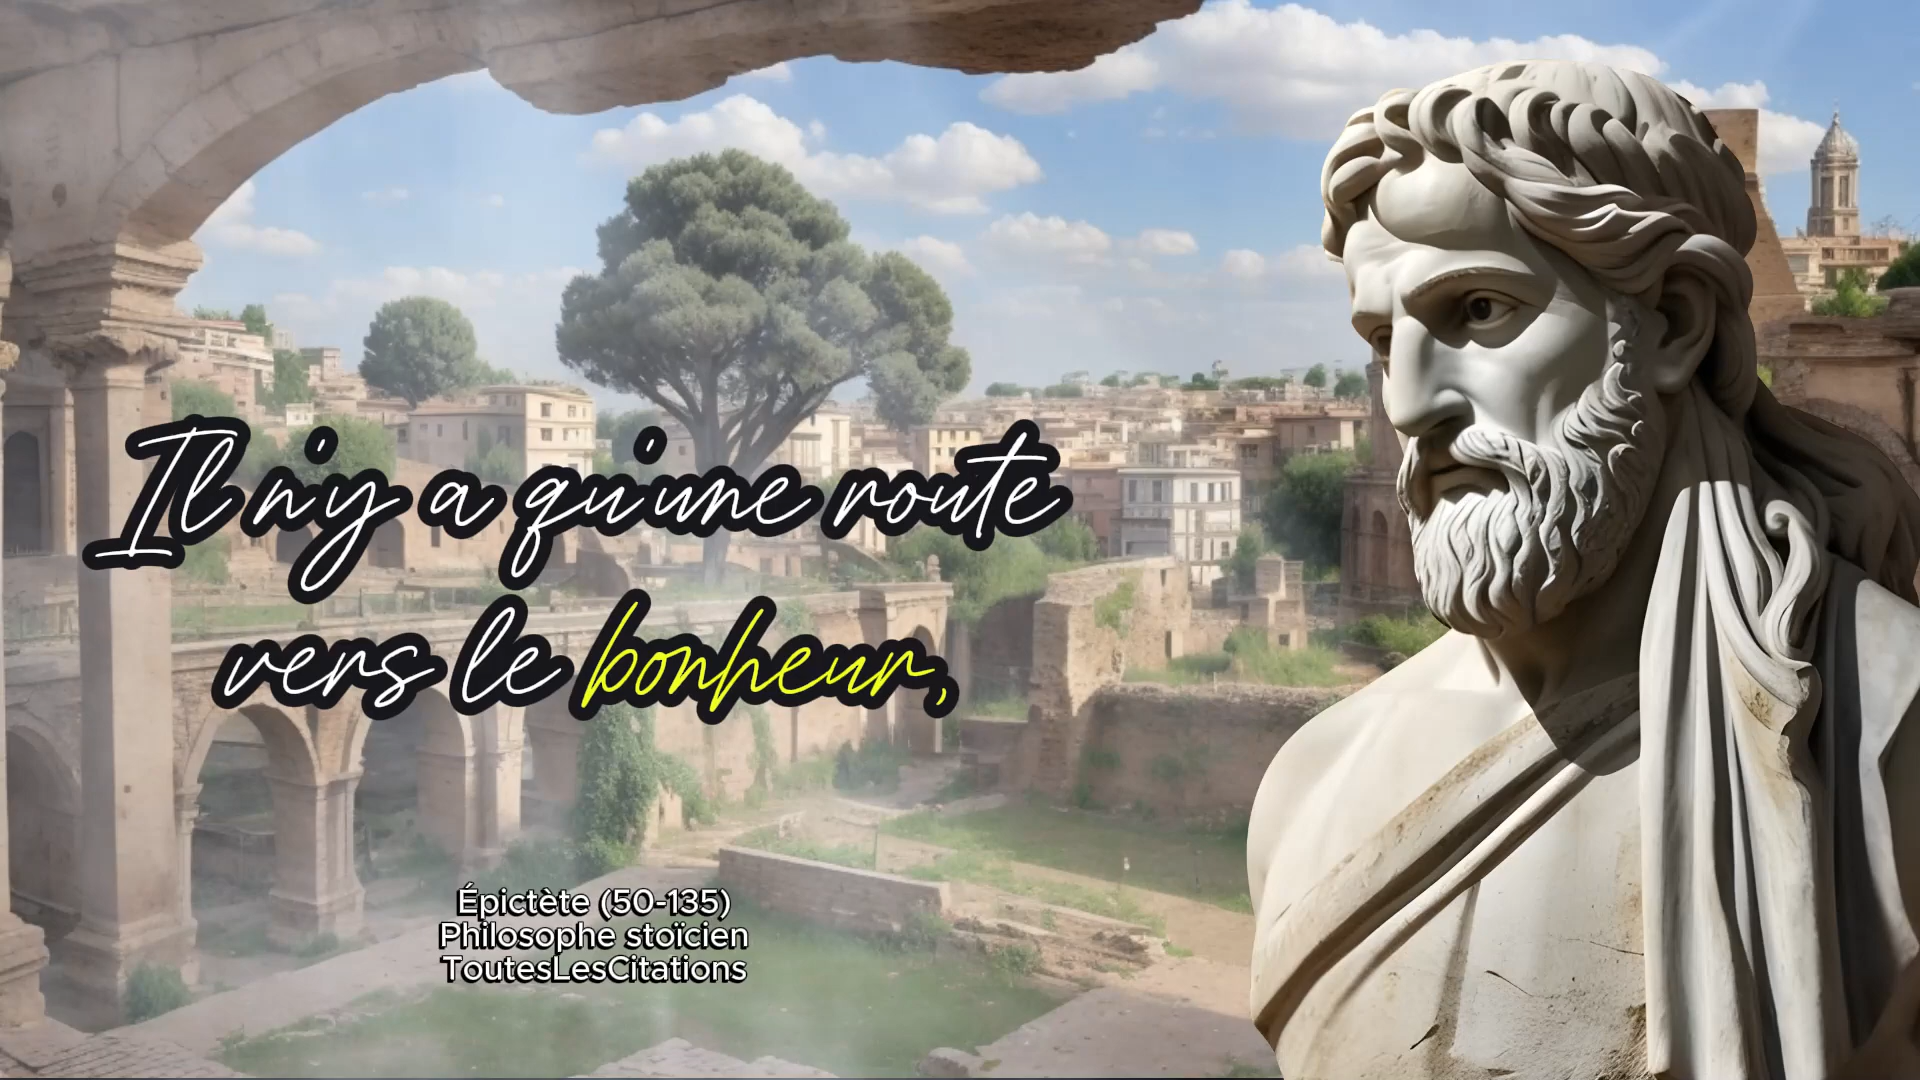 Il n'y a qu'une route
vers le bonheur,
Épictète (50-135)
Philosophe stoïcien
ToutesLesCitations